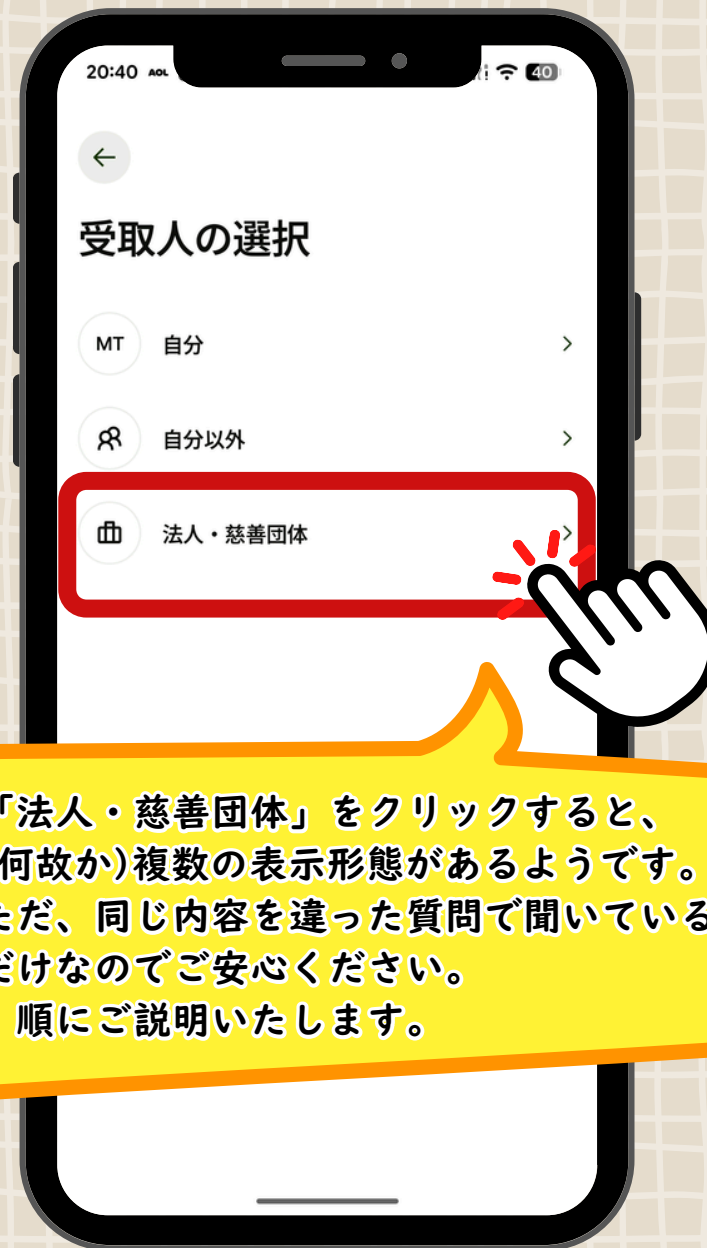 20:40 AOL
40
受取人の選択
MT 自分
自分以外
法人・慈善団体
「法人・慈善団体」をクリックすると、
何故か)複数の表示形態があるようです。
ただ、同じ内容を違った質問で聞いている
だけなのでご安心ください。
順にご説明いたします。